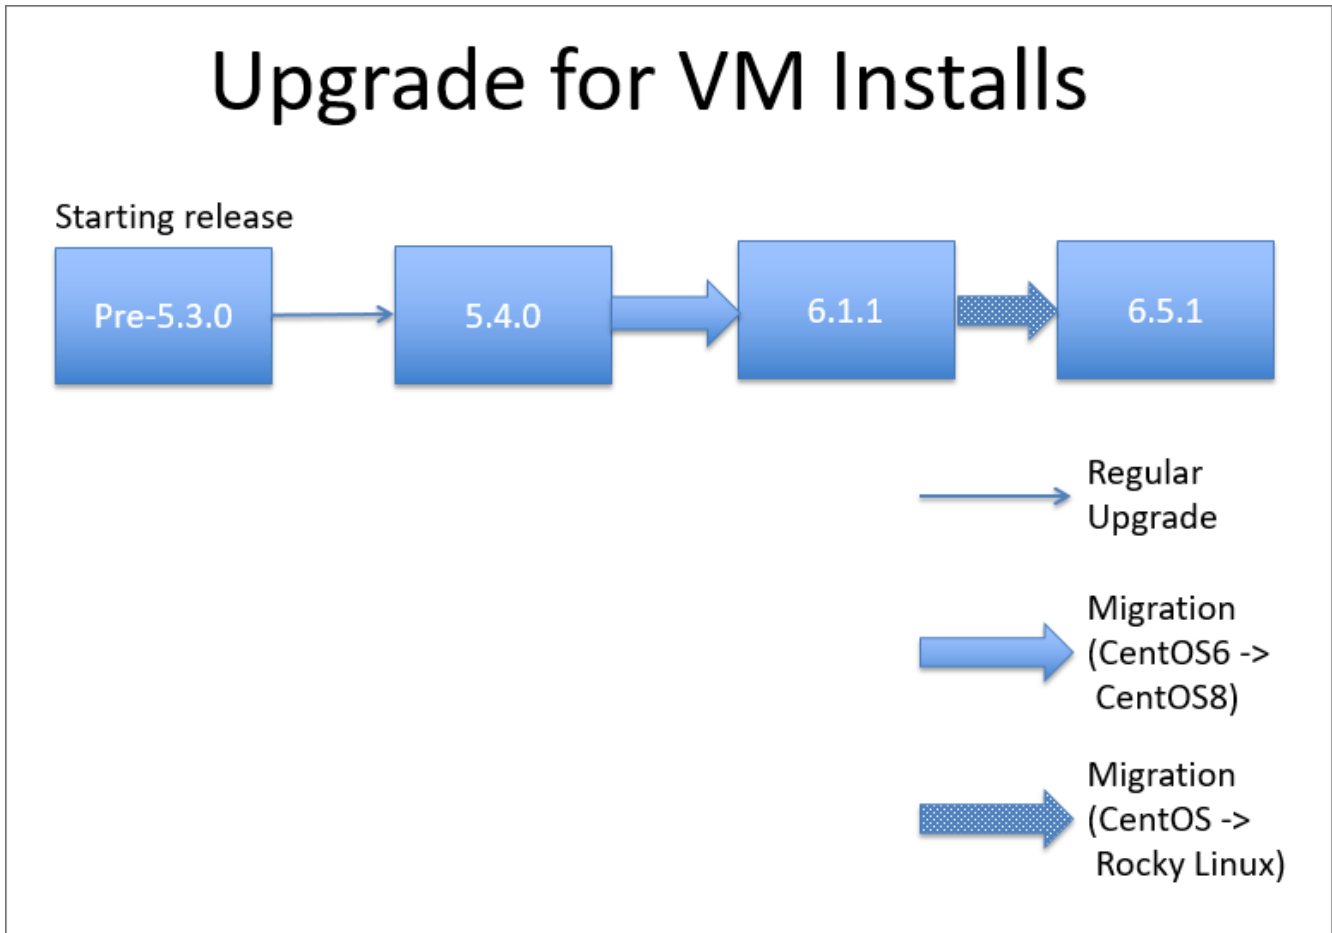 Upgrade for VM Installs
Starting release
Pre-5.3.0
5.4.0
6.1.1
6.5.1
Regular
Upgrade
Migration
(CentOS6 ->
CentOS8)
Migration
(CentOS ->
Rocky Linux)